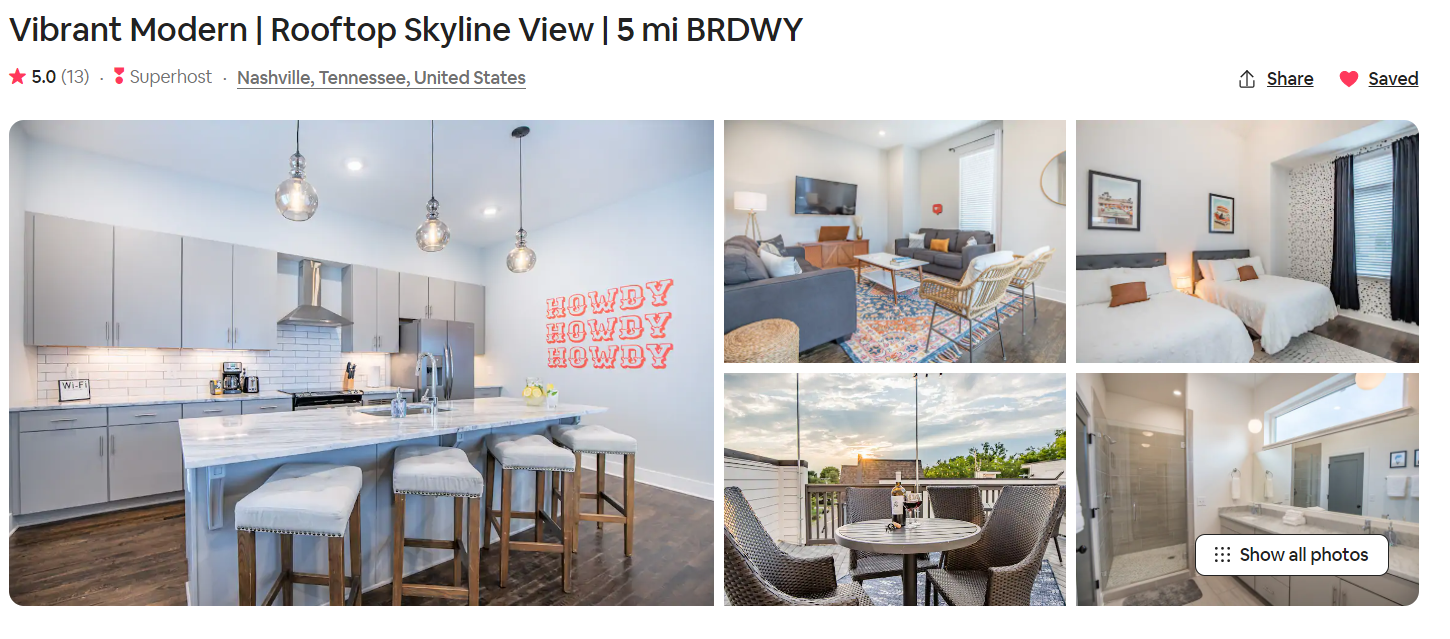 Vibrant Modern | Rooftop Skyline View | 5 mi BRDWY
5.0 (13) · Superhost · Nashville, Tennessee, United States
Share Saved
HOWDY
HOWDY
HOWDY
Wi-Fi
Show all photos